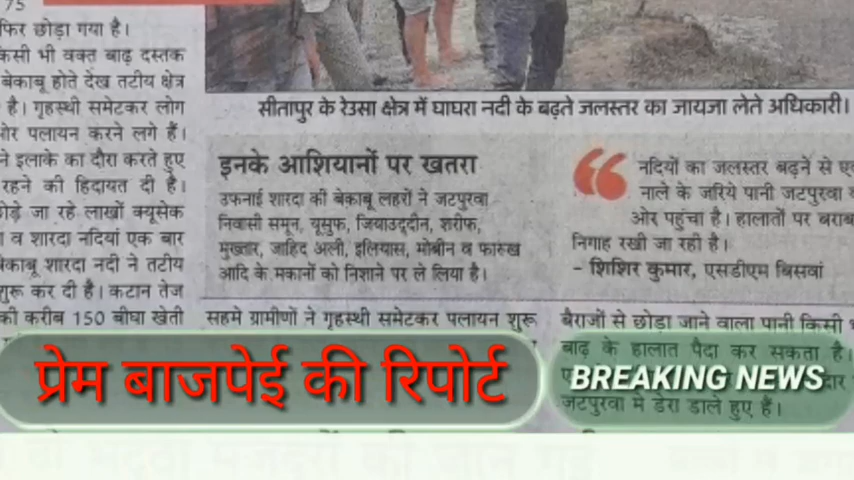 75
फिर छोड़ा गया है।
किसी भी वक्त बाढ़ दस्तक
बेकाबू होते देख तटीय क्षेत्र
है। गृहस्थी समेटकर लोग
ओर पलायन करने लगे हैं।
ने इलाके का दौरा करते हुए
रहने की हिदायत दी है।
छोड़े जा रहे लाखों क्यूसेक
व शारदा नदियां एक बार
बेकाबू शारदा नदी ने तटीय
शुरू कर दी है। कटान तेज
की करीब 150 बीघा खेती
सीतापुर के रेउसा क्षेत्र में घाघरा नदी के बढ़ते जलस्तर का जायजा लेते अधिकारी।
इनके आशियानों पर खतरा
उफनाई शारदा की बेकाबू लहरों ने जटपुरवा
निवासी समून, यूसुफ, जियाउद्दीन, शरीफ,
मुख्तार, जाहिद अली, इलियास, मोबीन व फारुख
आदि के मकानों को निशाने पर ले लिया है।
नदियों का जलस्तर बढ़ने से
नाले के जरिये पानी जटपुरवा
ओर पहुंचा है। हालातों पर
निगाह रखी जा रही है।
- शिशिर कुमार, एसडीएम बिसवां
सहमे ग्रामीणों ने गृहस्थी समेटकर पलायन शुरू
बैराजों से छोड़ा जाने वाला पानी किसी
बाढ़ के हालात पैदा कर सकता है।
जटपुरवा मे डेरा डाले हुए हैं।
प्रेम बाजपेई की रिपोर्ट
BREAKING NEWS